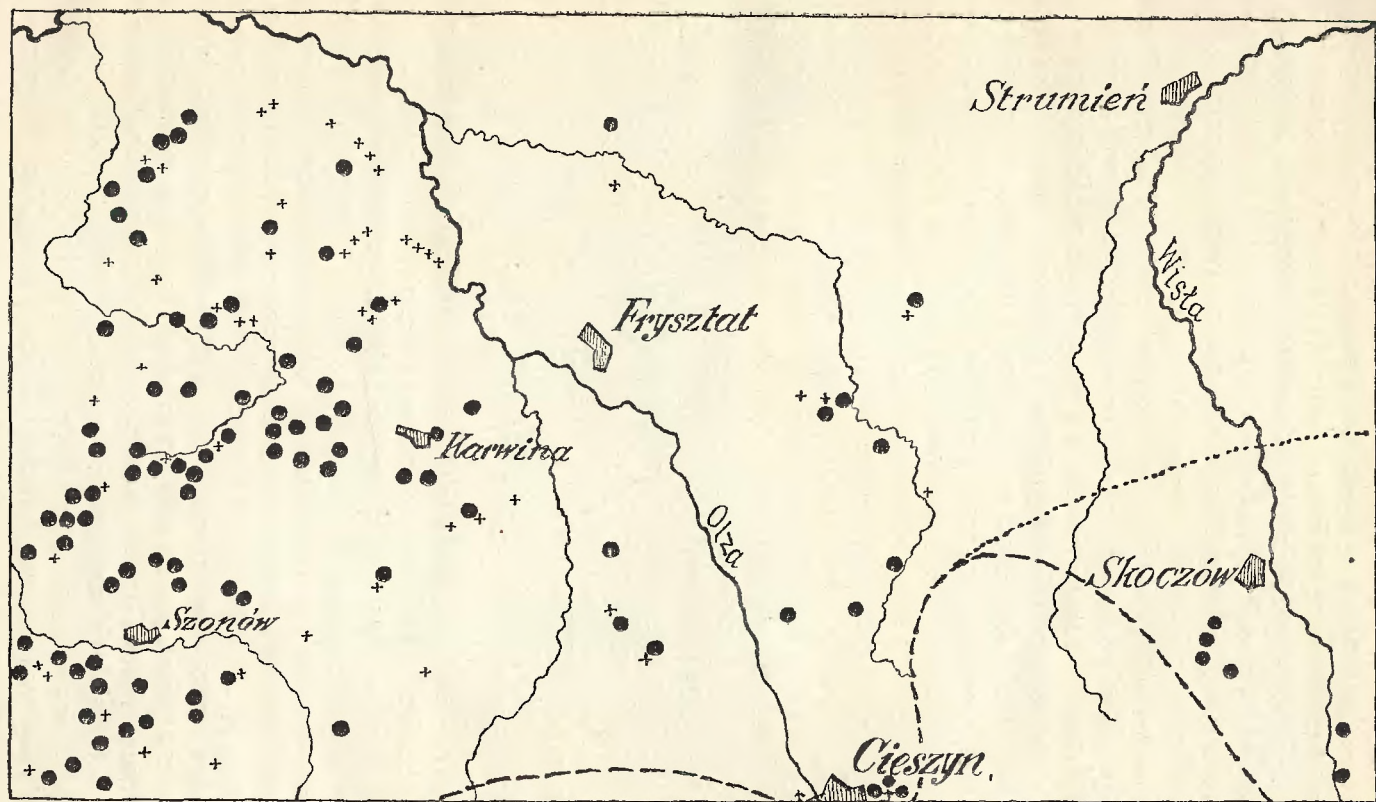 Strumień
Wisła
Frysztat
Karwina
Olza
Skoczów
Szonów
Cieszyn.